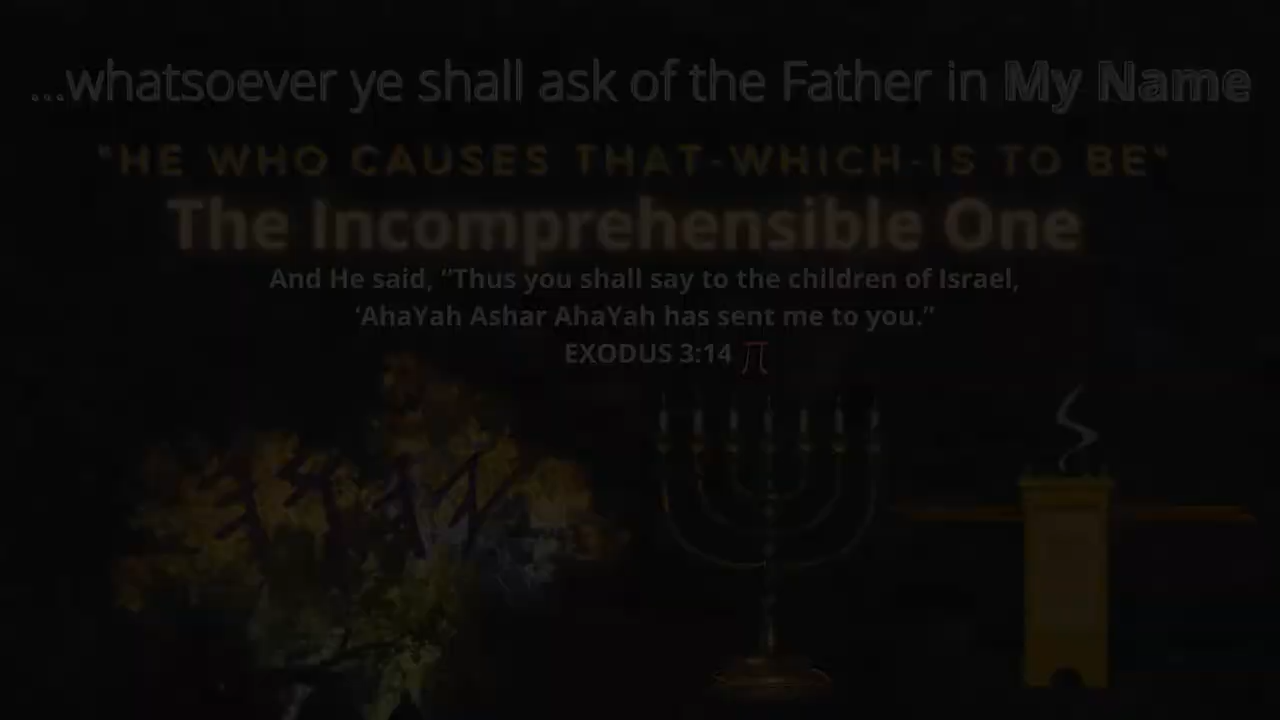 ...whatsoever ye shall ask of the Father in My Name
"HE WHO CAUSES THAT-WHICH-IS TO BE"
The Incomprehensible One
And He said, “Thus you shall say to the children of Israel,
‘AhaYah Ashar AhaYah has sent me to you.”
EXODUS 3:14